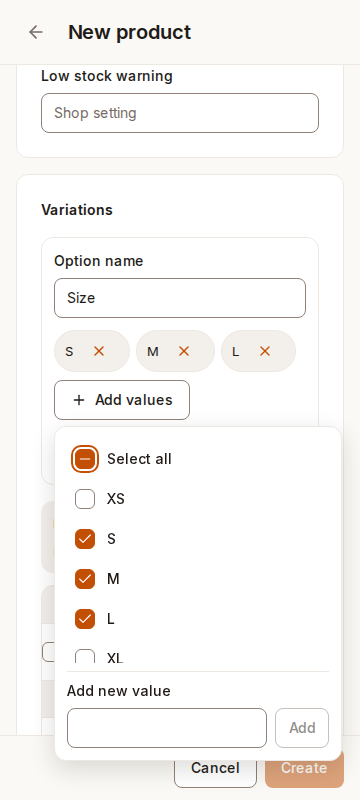 New product
Low stock warning
Shop setting
Variations
Option name
Size
S
M
L
Add values
Select all
XS
S
M
L
XL
Add new value
Add
Cancel
Create